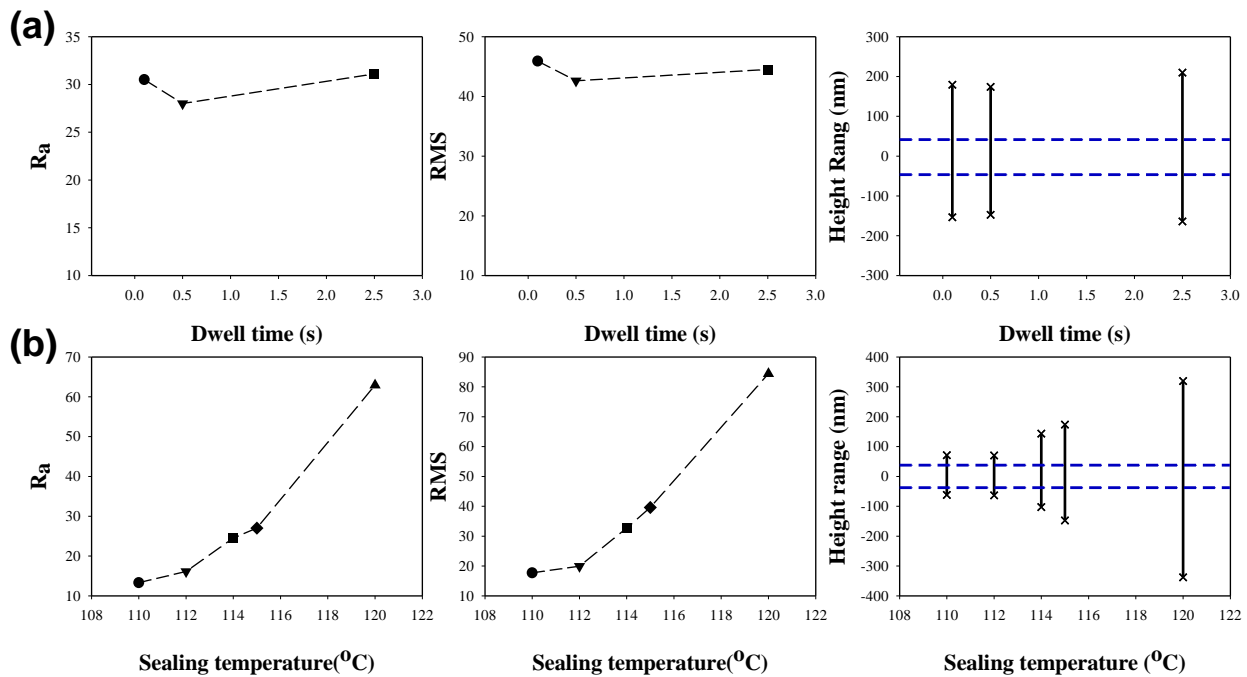 (a)
35
30
25
20
15
10
Ra
0.0 0.5 1.0 1.5 2.0 2.5 3.0
Dwell time (s)
50
40
30
20
10
RMS
0.0 0.5 1.0 1.5 2.0 2.5 3.0
Dwell time (s)
300
200
100
0
-100
-200
-300
Height Rang (nm)
0.0 0.5 1.0 1.5 2.0 2.5 3.0
Dwell time (s)
(b)
70
60
50
40
30
20
10
Ra
108 110 112 114 116 118 120 122
Sealing temperature(⁰C)
90
80
70
60
50
40
30
20
10
RMS
108 110 112 114 116 118 120 122
Sealing temperature(⁰C)
400
300
200
100
0
-100
-200
-300
-400
Height range (nm)
108 110 112 114 116 118 120 122
Sealing temperature (⁰C)